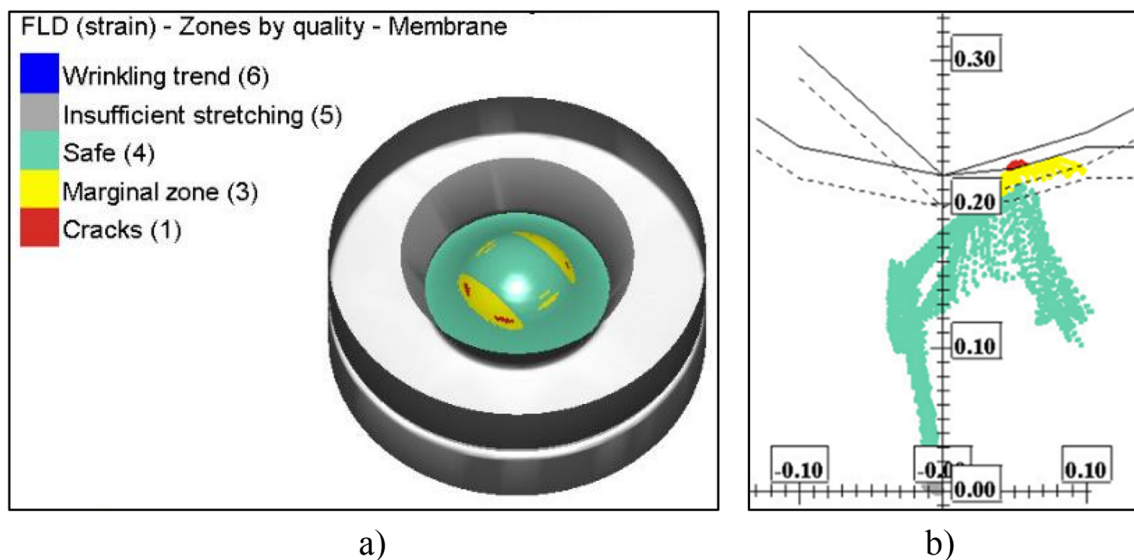 FLD (strain) - Zones by quality - Membrane
Wrinkling trend (6)
Insufficient stretching (5)
Safe (4)
Marginal zone (3)
Cracks (1)
0.30
0.20
0.10
-0.10
0.10
0.00
a)
b)